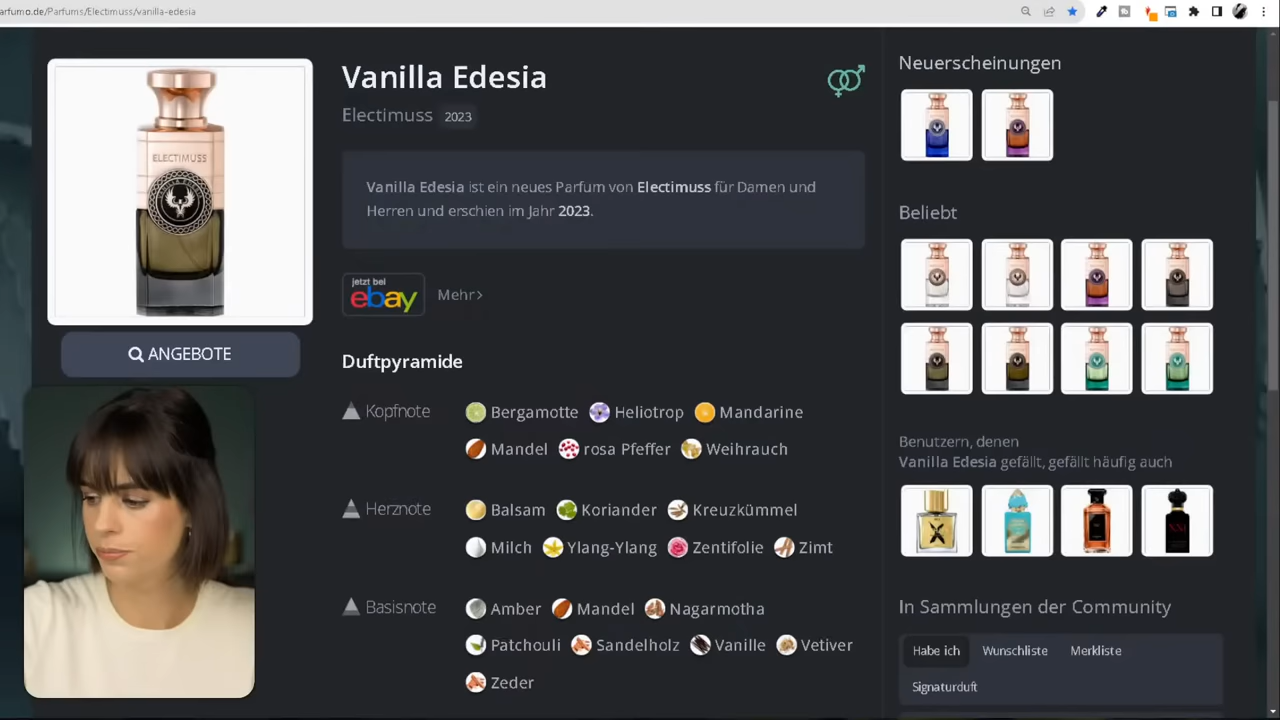 arfumo.de/Parfums/Electimuss/vanilla-edesia
ELECTIMUSS
ANGEBOTE
Vanilla Edesia
Electimuss 2023
Vanilla Edesia ist ein neues Parfum von Electimuss für Damen und
Herren und erschien im Jahr 2023.
jetzt bei
ebay
Mehr>
Duftpyramide
Kopfnote
Bergamotte Heliotrop Mandarine
Mandel rosa Pfeffer Weihrauch
Herznote
Balsam Koriander Kreuzkümmel
Milch Ylang-Ylang Zentifolie Zimt
Basisnote
Amber Mandel Nagarmotha
Patchouli Sandelholz Vanille Vetiver
Zeder
Neuerscheinungen
Beliebt
Benutzern, denen
Vanilla Edesia gefällt, gefällt häufig auch
In Sammlungen der Community
Habe ich Wunschliste Merkliste
Signaturduft